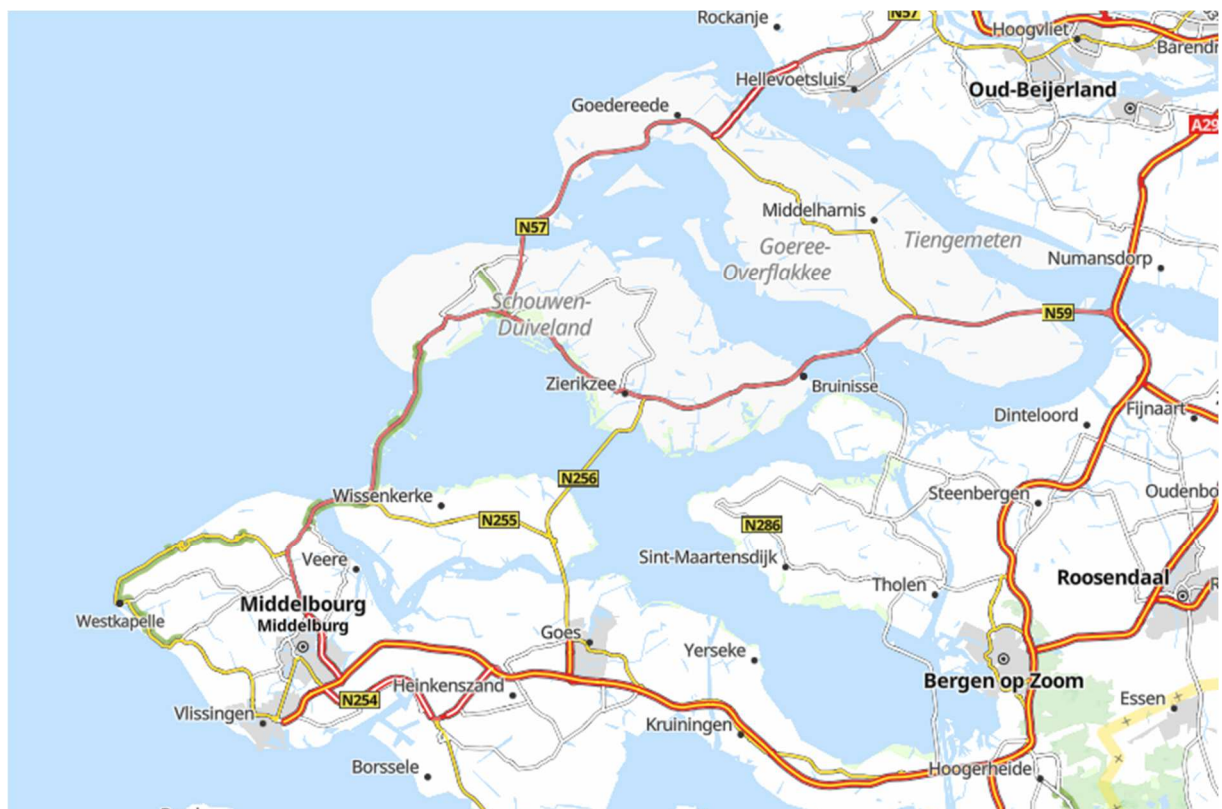 Rockanje
N57
Hoogvliet
Barendr
Hellevoetsluis
Oud-Beijerland
Goedereede
A29
Middelharnis
N57
Goeree-
Overflakkee
Tiengemeten
Numansdorp
Schouwen-
Duiveland
N59
Zierikzee
Bruinisse
Dinteloord
Fijnaart
N256
Wissenkerke
N255
Steenbergen
Oudenbo
N286
Veere
Sint-Maartensdijk
Tholen
Roosendaal
Westkapelle
Middelbourg
Middelburg
Goes
Yerseke
Bergen op Zoom
Heinkenszand
N254
Essen
Vlissingen
Kruiningen
Borssele
Hoogerheide